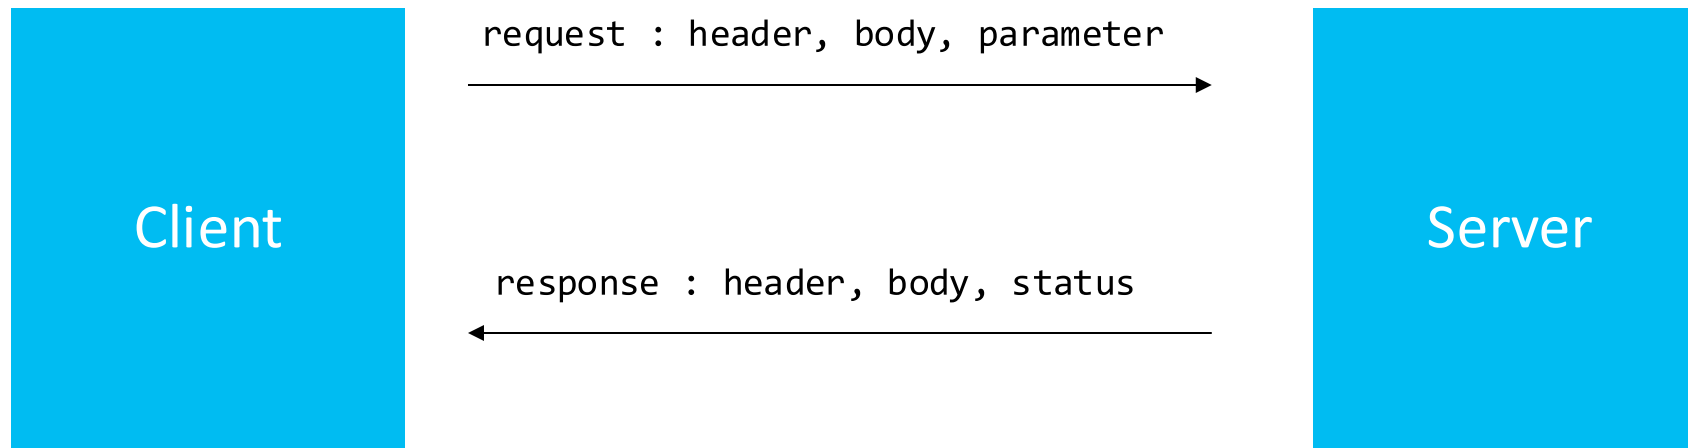 request : header, body, parameter
Client
Server
response : header, body, status